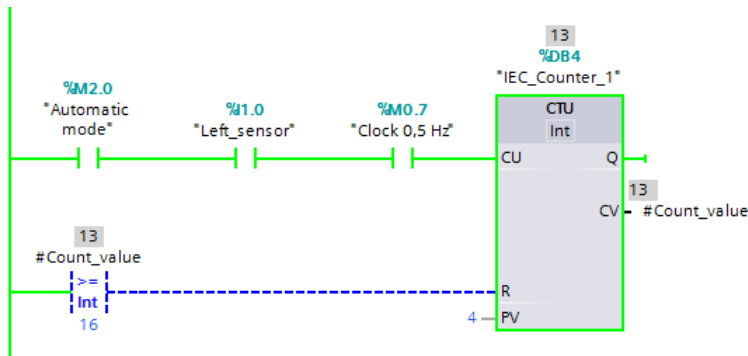 13
%DB4
"IEC_Counter_1"
%M2.0
"Automatic
mode"
%I1.0
"Left_sensor"
%M0.7
"Clock 0,5 Hz"
CTU
Int
CU
Q
13
CV
#Count_value
13
#Count_value
>=
Int
16
R
4
PV